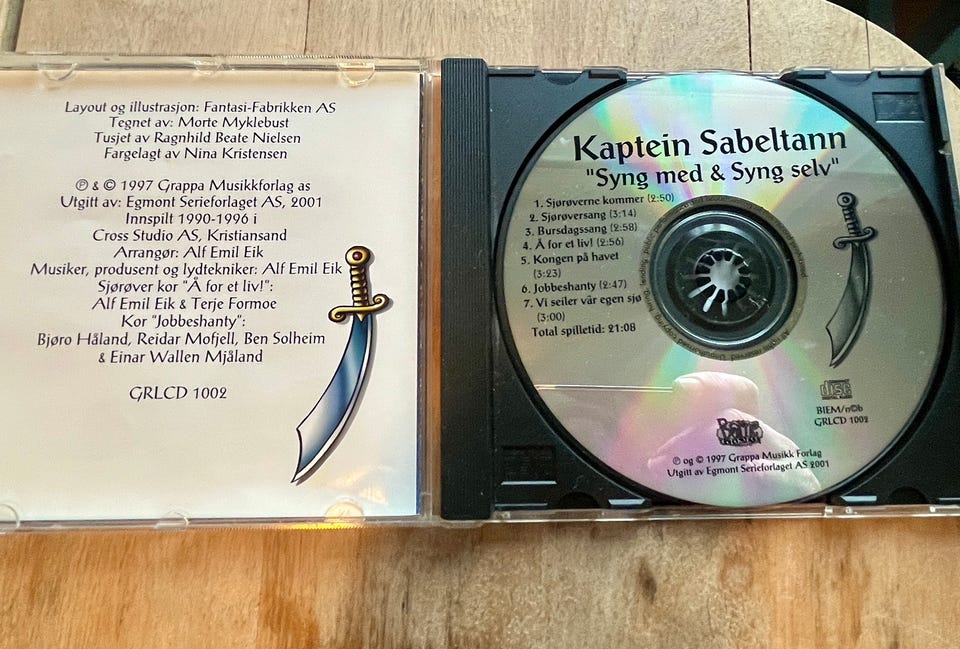 Layout og illustrasjon: Fantasi-Fabrikken AS
Tegnet av: Morte Myklebust
Tusjet av Ragnhild Beate Nielsen
Fargelagt av Nina Kristensen
℗ & © 1997 Grappa Musikkforlag as
Utgitt av: Egmont Serieforlaget AS, 2001
Innspilt 1990-1996 i
Cross Studio AS, Kristiansand
Arrangør: Alf Emil Eik
Musiker, produsent og lydtekniker: Alf Emil Eik
Sjørøver kor "Å for et liv!":
Alf Emil Eik & Terje Formoe
Kor "Jobbeshanty":
Bjøro Håland, Reidar Mofjell, Ben Solheim
& Einar Wallen Mjåland
GRLCD 1002
Kaptein Sabeltann
"Syng med & Syng selv"
1. Sjørøverne kommer (2:50)
2. Sjørøversang (3:14)
3. Bursdagssang (2:58)
4. Å for et liv! (2:56)
5. Kongen på havet
(3:23)
6. Jobbeshanty (2:47)
7. Vi seiler vår egen sjø
(3:00)
Total spilletid: 21:08
disc
DIGITAL AUDIO
BIEM/n©b
GRLCD 1002
℗ og © 1997 Grappa Musikk Forlag
Utgitt av Egmont Serieforlaget AS 2001